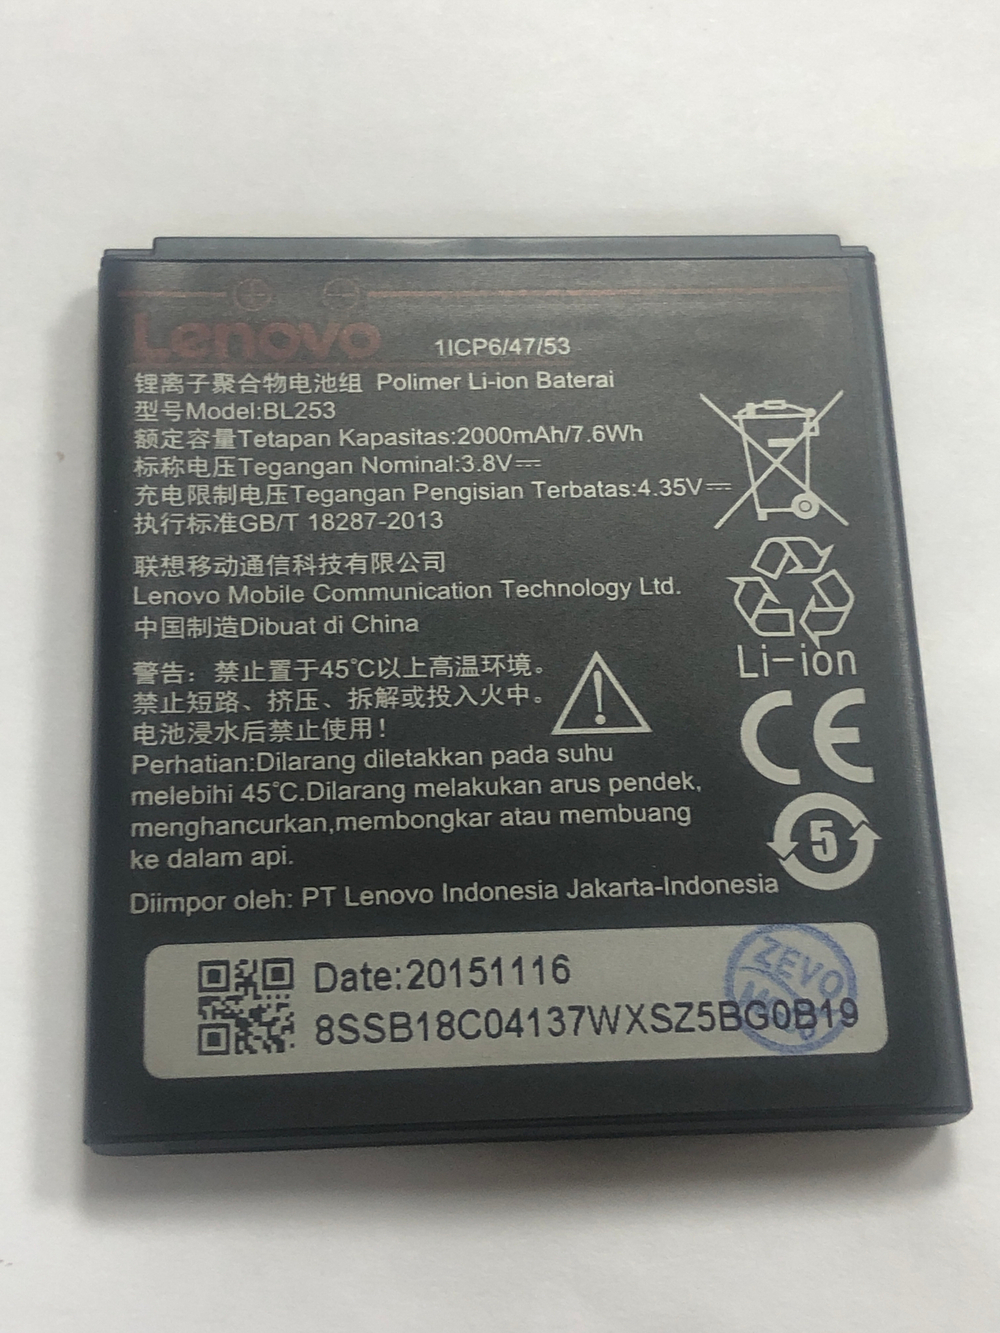 Lenovo
1ICP6/47/53
锂离子聚合物电池组 Polimer Li-ion Baterai
型号Model:BL253
额定容量Tetapan Kapasitas:2000mAh/7.6Wh
标称电压Tegangan Nominal:3.8V⎓
充电限制电压Tegangan Pengisian Terbatas:4.35V⎓
执行标准GB/T 18287-2013
联想移动通信科技有限公司
Lenovo Mobile Communication Technology Ltd.
中国制造Dibuat di China
Li-ion
警告：禁止置于45℃以上高温环境。
禁止短路、挤压、拆解或投入火中。
电池浸水后禁止使用！
Perhatian:Dilarang diletakkan pada suhu
melebihi 45℃.Dilarang melakukan arus pendek,
menghancurkan,membongkar atau membuang
ke dalam api.
CE
5
Diimpor oleh: PT Lenovo Indonesia Jakarta-Indonesia
Date:20151116
8SSB18C04137WXSZ5BG0B19
ZEVO